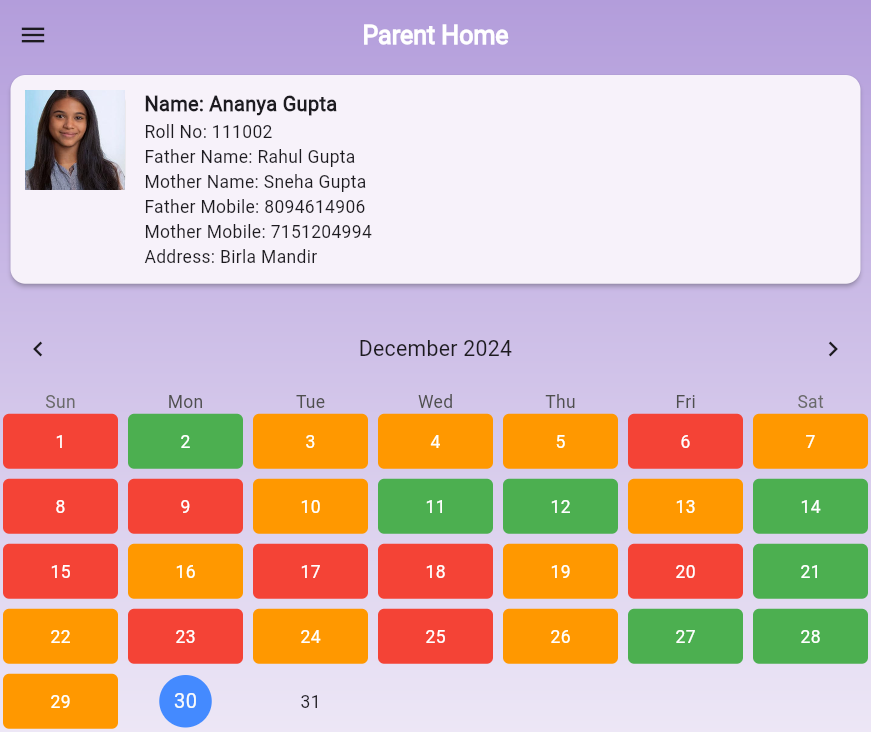 Parent Home
Name: Ananya Gupta
Roll No: 111002
Father Name: Rahul Gupta
Mother Name: Sneha Gupta
Father Mobile: 8094614906
Mother Mobile: 7151204994
Address: Birla Mandir
December 2024
Sun Mon Tue Wed Thu Fri Sat
1 2 3 4 5 6 7
8 9 10 11 12 13 14
15 16 17 18 19 20 21
22 23 24 25 26 27 28
29 30 31